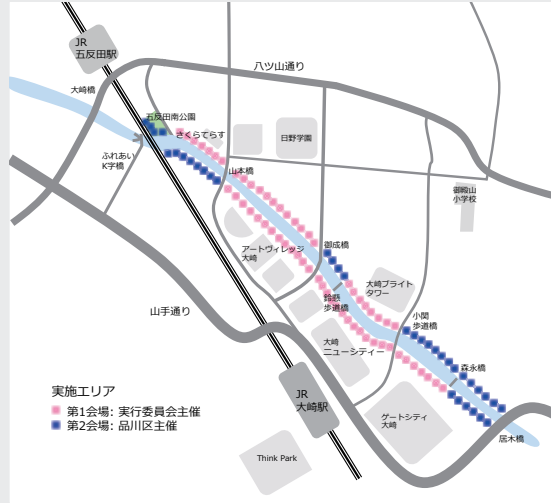 JR
五反田駅
大崎橋
八ツ山通り
五反田南公園
さくらてらす
日野学園
ふれあい
K字橋
山本橋
御殿山
小学校
アートヴィレッジ
大崎
御成橋
鈴懸
歩道橋
大崎ブライト
タワー
山手通り
小関
歩道橋
大崎
ニューシティー
森永橋
実施エリア
第1会場: 実行委員会主催
第2会場: 品川区主催
JR
大崎駅
ゲートシティ
大崎
居木橋
Think Park